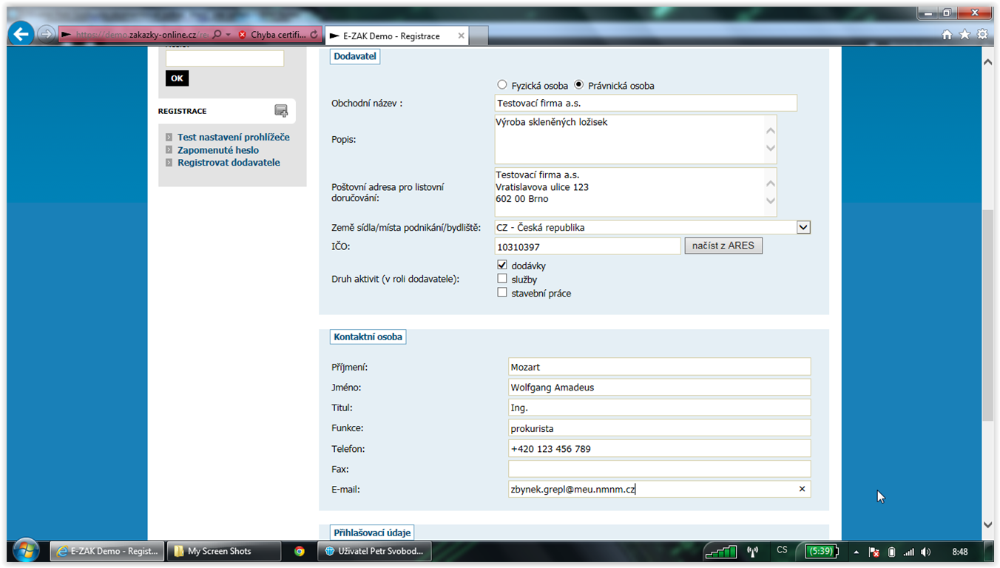 https://demo.zakazky-online.cz/re
Chyba certifi...
E-ZAK Demo - Registrace
OK
REGISTRACE
Test nastavení prohlížeče
Zapomenuté heslo
Registrovat dodavatele
Dodavatel
Fyzická osoba Právnická osoba
Obchodní název : Testovací firma a.s.
Popis: Výroba skleněných ložisek
Poštovní adresa pro listovní
doručování:
Testovací firma a.s.
Vratislavova ulice 123
602 00 Brno
Země sídla/místa podnikání/bydliště: CZ - Česká republika
IČO: 10310397 načíst z ARES
Druh aktivit (v roli dodavatele):
dodávky
služby
stavební práce
Kontaktní osoba
Příjmení: Mozart
Jméno: Wolfgang Amadeus
Titul: Ing.
Funkce: prokurista
Telefon: +420 123 456 789
Fax:
E-mail: zbynek.grepl@meu.nmnm.cz
Přihlašovací údaje
E-ZAK Demo - Regist...
My Screen Shots
Uživatel Petr Svobod...
CS
(5:39)
8:48